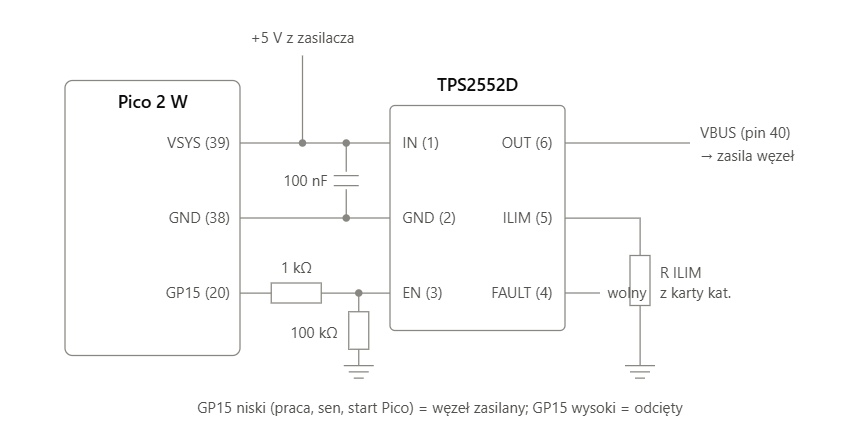 +5 V z zasilacza
Pico 2 W
TPS2552D
VSYS (39)
IN (1)
OUT (6)
VBUS (pin 40)
→ zasila węzeł
100 nF
GND (38)
GND (2)
ILIM (5)
1 kΩ
R ILIM
GP15 (20)
EN (3)
FAULT (4)
wolny
z karty kat.
100 kΩ
GP15 niski (praca, sen, start Pico) = węzeł zasilany; GP15 wysoki = odcięty